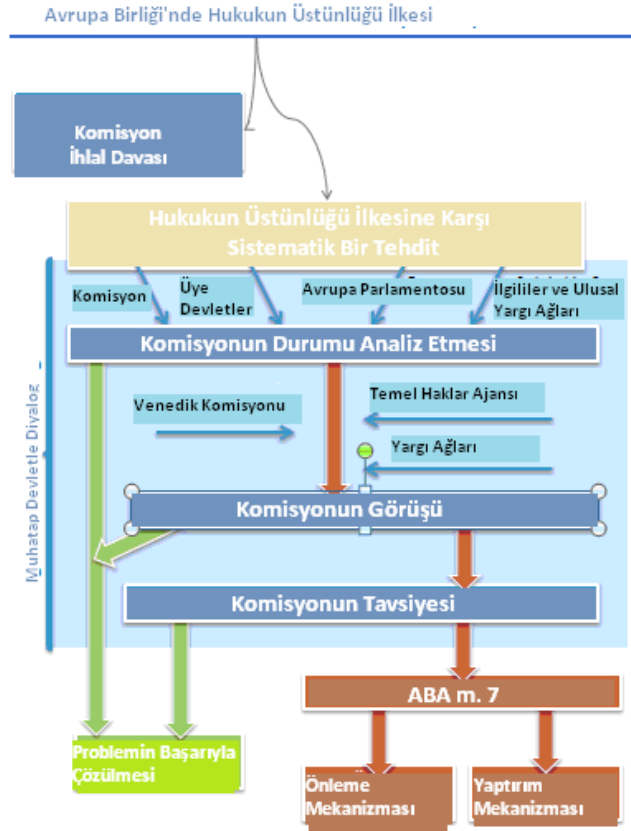 Avrupa Birliği'nde Hukukun Üstünlüğü İlkesi
Komisyon
İhlal Davası
Hukukun Üstünlüğü İlkesine Karşı
Sistematik Bir Tehdit
Komisyon
Üye
Devletler
Avrupa Parlamentosu
İlgililer ve Ulusal
Yargı Ağları
Komisyonun Durumu Analiz Etmesi
Muhatap Devletle Diyalog
Venedik Komisyonu
Temel Haklar Ajansı
Yargı Ağları
Komisyonun Görüşü
Komisyonun Tavsiyesi
ABA m. 7
Problemin Başarıyla
Çözülmesi
Önleme
Mekanizması
Yaptırım
Mekanizması